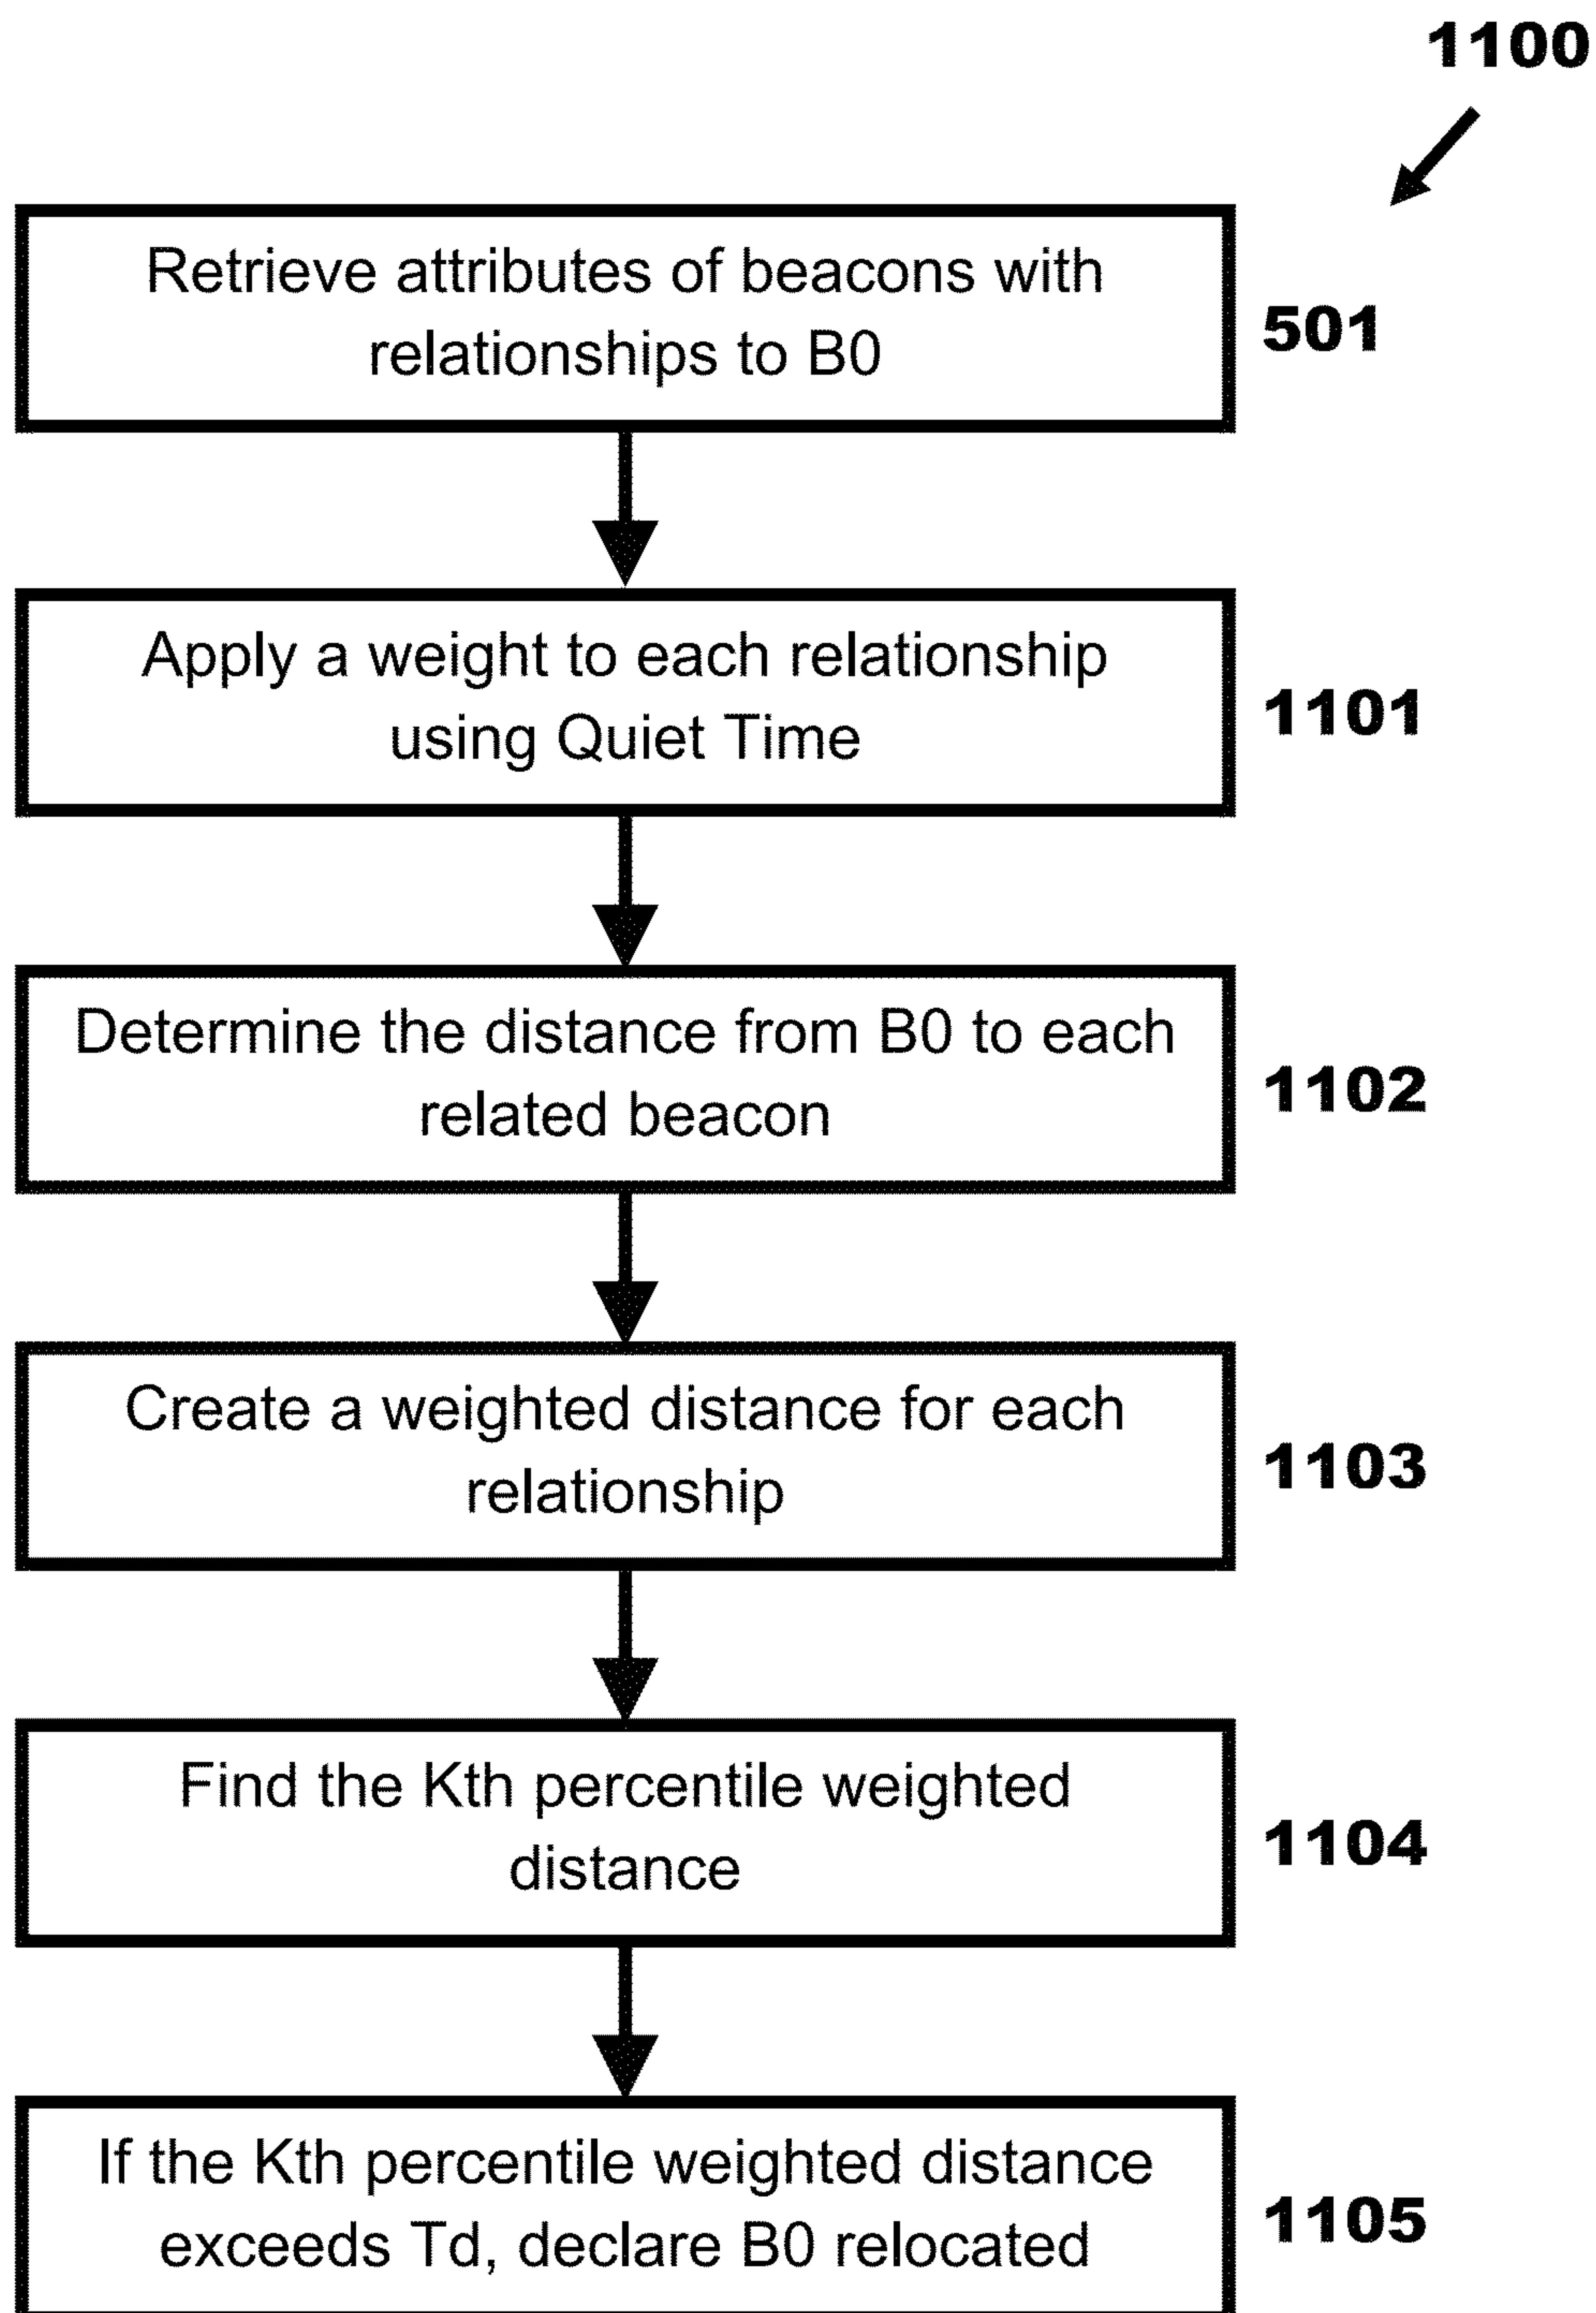 1100
Retrieve attributes of beacons with
relationships to B0
501
Apply a weight to each relationship
using Quiet Time
1101
Determine the distance from B0 to each
related beacon
1102
Create a weighted distance for each
relationship
1103
Find the Kth percentile weighted
distance
1104
If the Kth percentile weighted distance
exceeds Td, declare B0 relocated
1105